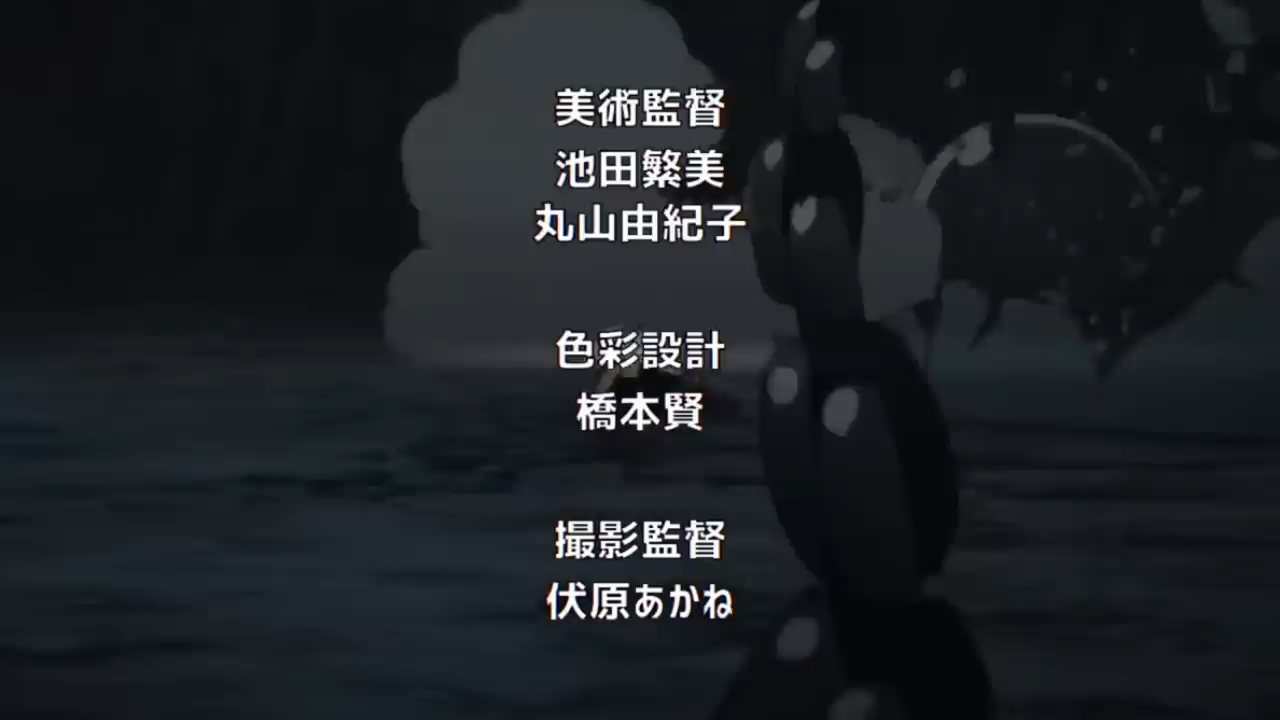 美術監督
池田繁美
丸山由紀子
色彩設計
橋本賢
撮影監督
伏原あかね